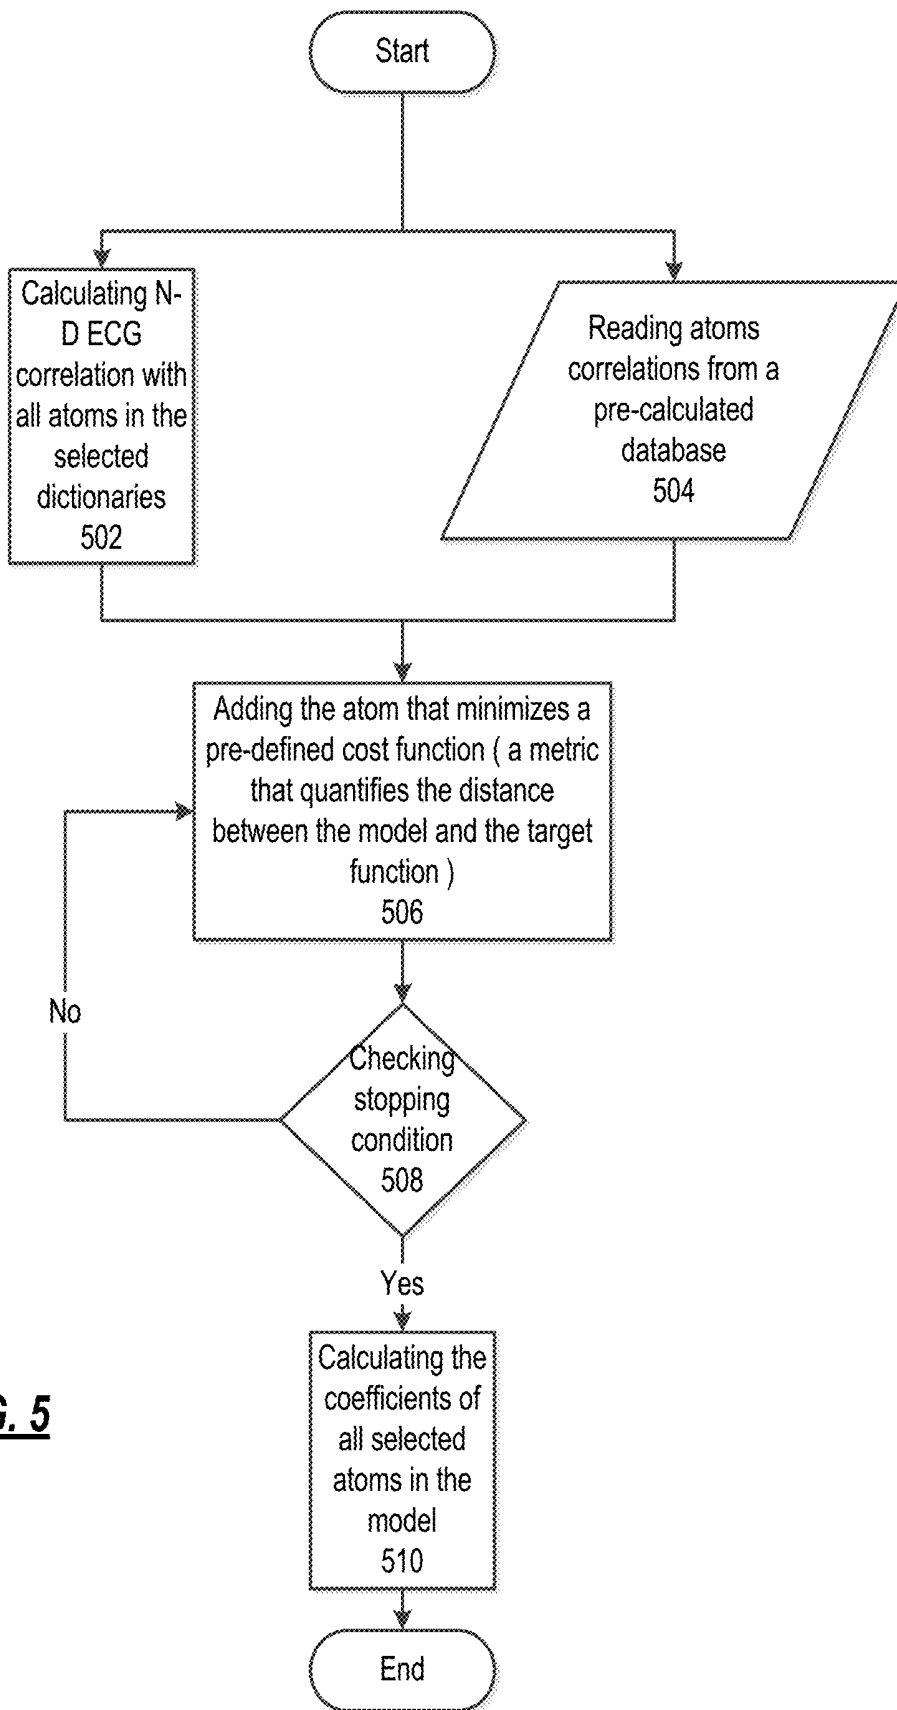 Start
Calculating N-
D ECG
correlation with
all atoms in the
selected
dictionaries
502
Reading atoms
correlations from a
pre-calculated
database
504
Adding the atom that minimizes a
pre-defined cost function ( a metric
that quantifies the distance
between the model and the target
function )
506
No
Checking
stopping
condition
508
Yes
Calculating the
coefficients of
all selected
atoms in the
model
510
G. 5
End